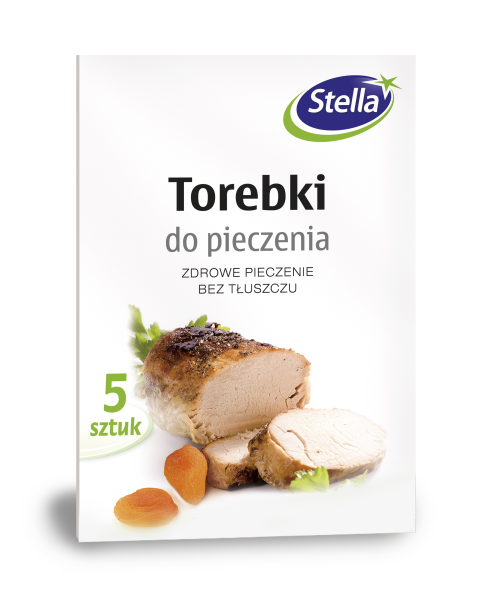 Stella
Torebki
do pieczenia
ZDROWE PIECZENIE
BEZ TŁUSZCZU
5
sztuk